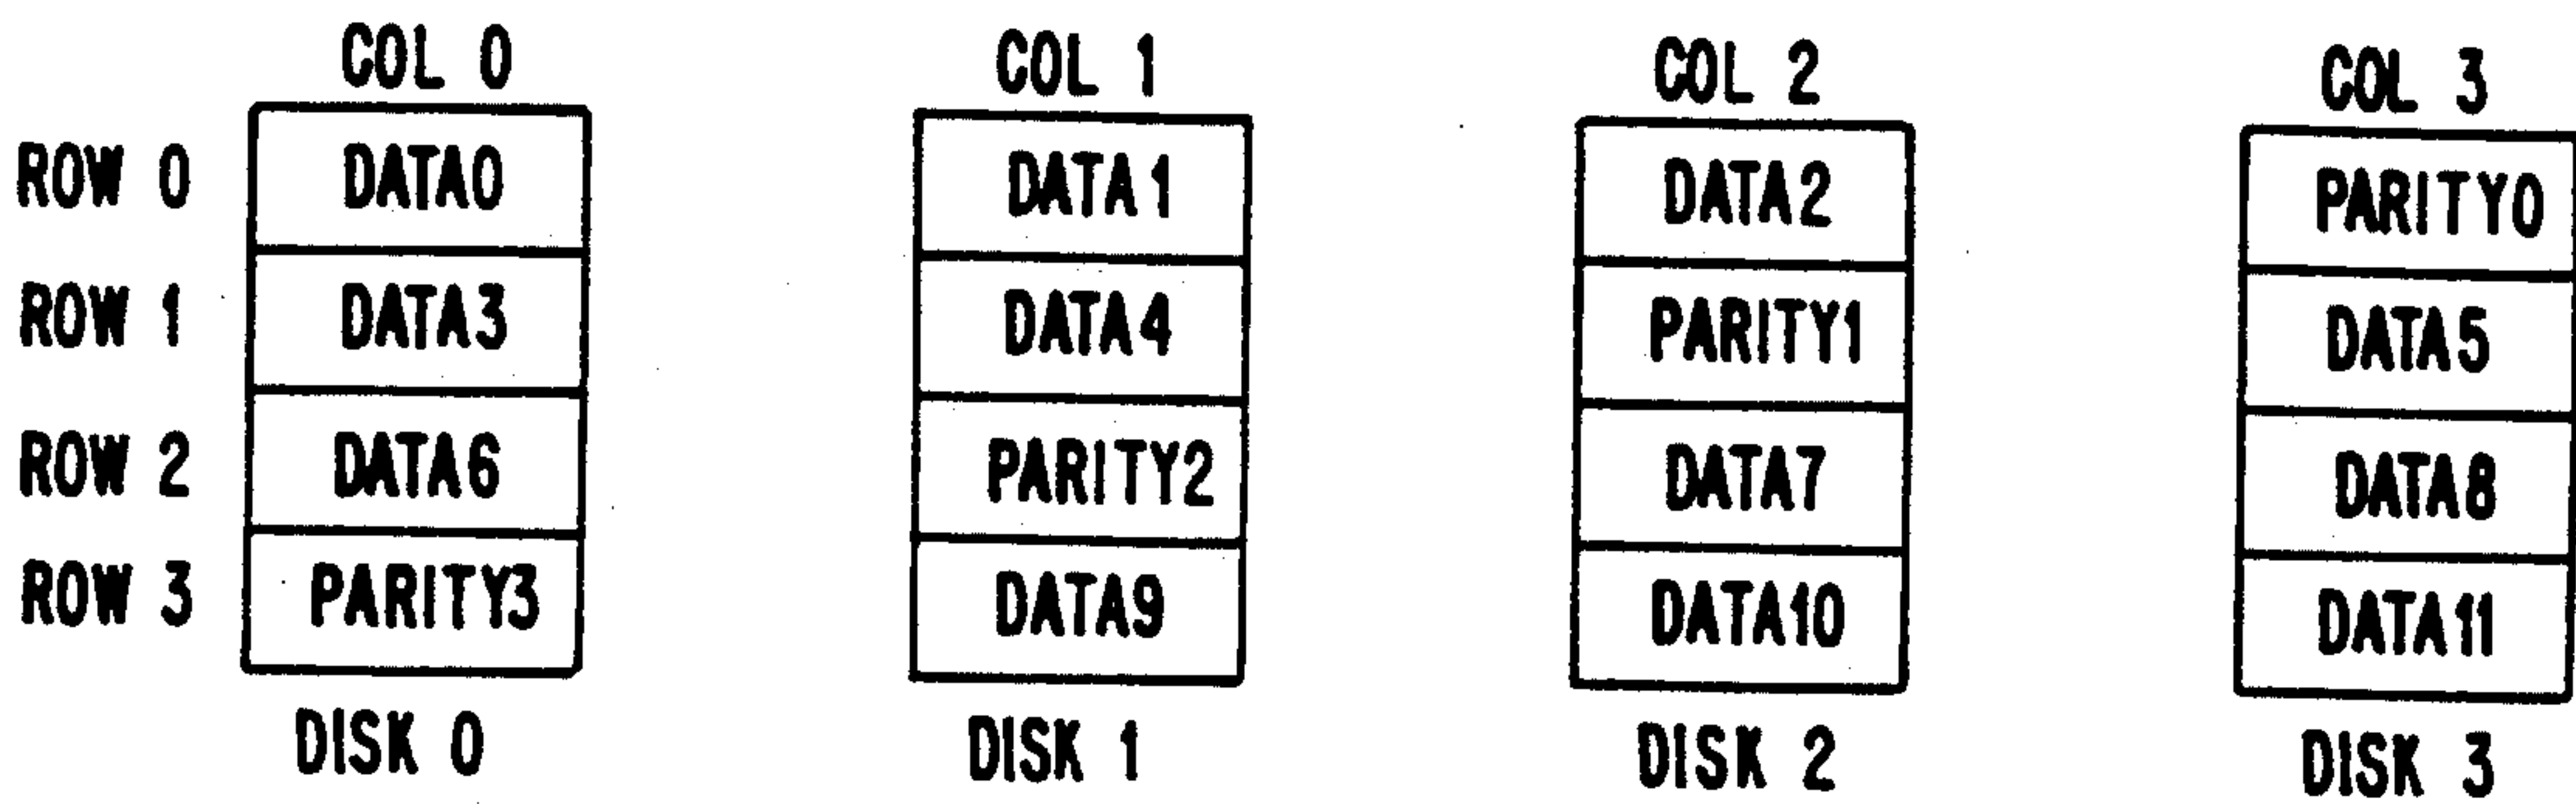 COL 0 COL 1 COL 2 COL 3
ROW 0 DATA0 DATA1 DATA2 PARITY0
ROW 1 DATA3 DATA4 PARITY1 DATA5
ROW 2 DATA6 PARITY2 DATA7 DATA8
ROW 3 PARITY3 DATA9 DATA10 DATA11
DISK 0 DISK 1 DISK 2 DISK 3